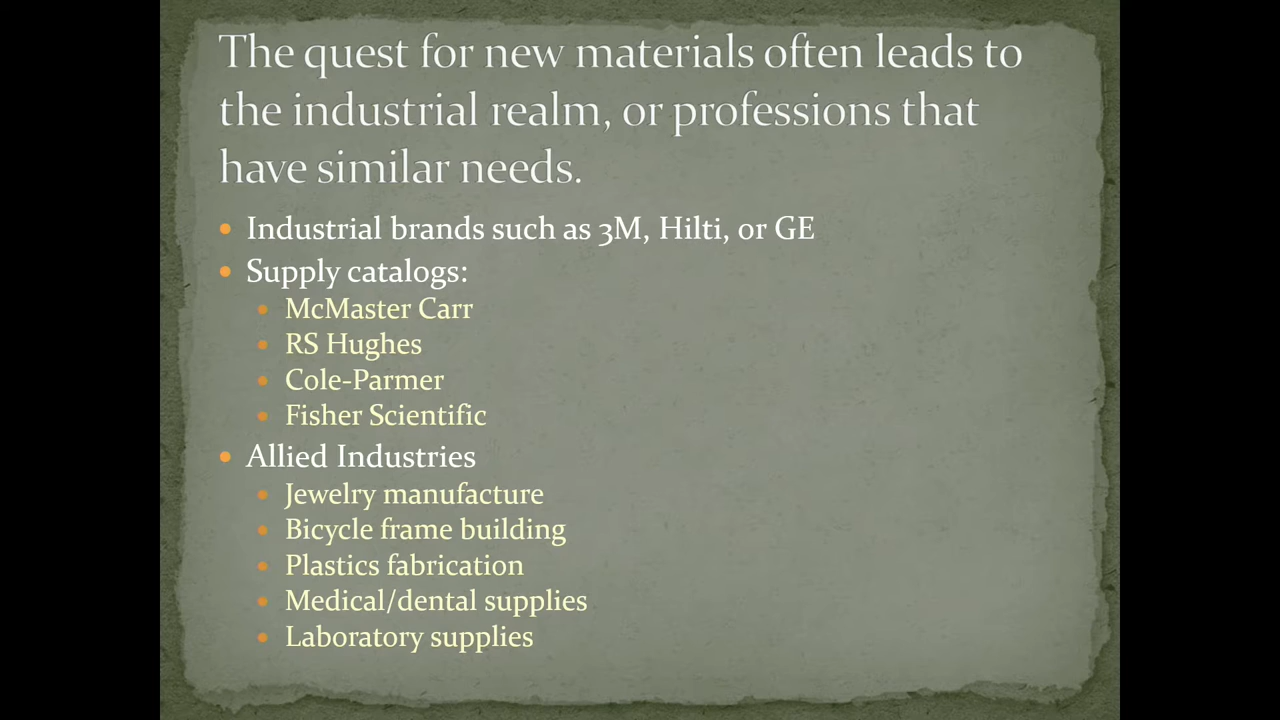 The quest for new materials often leads to
the industrial realm, or professions that
have similar needs.
Industrial brands such as 3M, Hilti, or GE
Supply catalogs:
McMaster Carr
RS Hughes
Cole-Parmer
Fisher Scientific
Allied Industries
Jewelry manufacture
Bicycle frame building
Plastics fabrication
Medical/dental supplies
Laboratory supplies